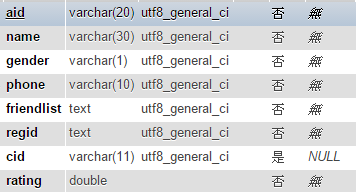 aid varchar(20) utf8_general_ci 否 無
name varchar(30) utf8_general_ci 否 無
gender varchar(1) utf8_general_ci 否 無
phone varchar(10) utf8_general_ci 否 無
friendlist text utf8_general_ci 否 無
regid text utf8_general_ci 否 無
cid varchar(11) utf8_general_ci 是 NULL
rating double 否 無